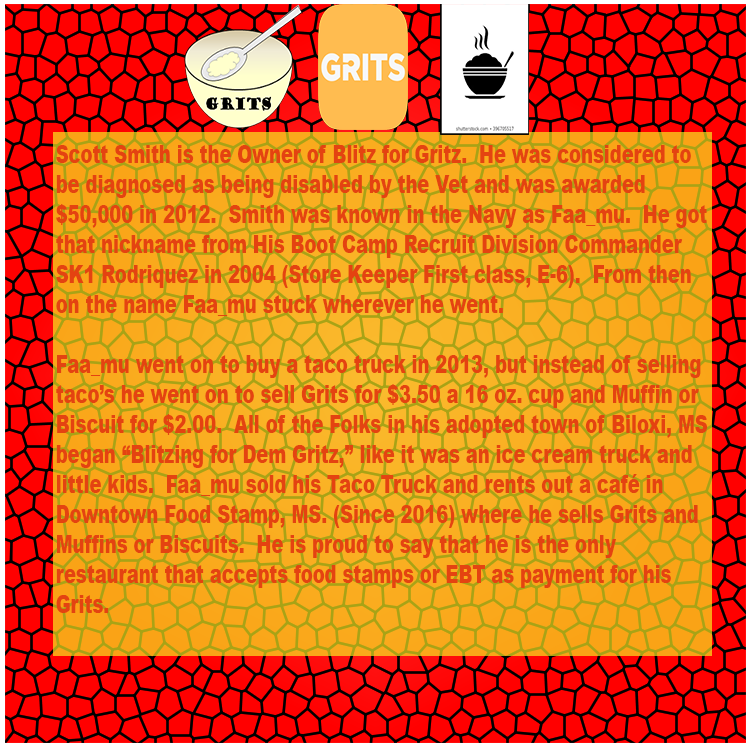 GRITS
GRITS
shutterstock.com • 396705517
Scott Smith is the Owner of Blitz for Gritz.  He was considered to
be diagnosed as being disabled by the Vet and was awarded
$50,000 in 2012.  Smith was known in the Navy as Faa_mu.  He got
that nickname from His Boot Camp Recruit Division Commander
SK1 Rodriquez in 2004 (Store Keeper First class, E-6).  From then
on the name Faa_mu stuck wherever he went.
Faa_mu went on to buy a taco truck in 2013, but instead of selling
taco’s he went on to sell Grits for $3.50 a 16 oz. cup and Muffin or
Biscuit for $2.00.  All of the Folks in his adopted town of Biloxi, MS
began “Blitzing for Dem Gritz,” like it was an ice cream truck and
little kids.  Faa_mu sold his Taco Truck and rents out a café in
Downtown Food Stamp, MS. (Since 2016) where he sells Grits and
Muffins or Biscuits.  He is proud to say that he is the only
restaurant that accepts food stamps or EBT as payment for his
Grits.